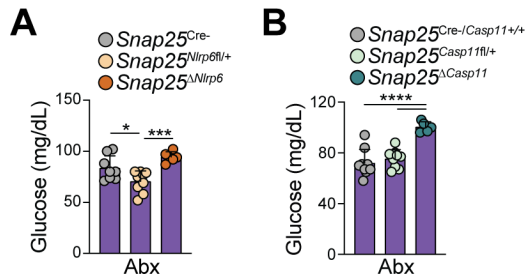 A
Snap25Cre-
Snap25Nlrp6fl/+
Snap25ΔNlrp6
Glucose (mg/dL)
150
100
50
0
*
***
Abx
B
Snap25Cre-/Casp11+/+
Snap25Casp11fl/+
Snap25ΔCasp11
Glucose (mg/dL)
120
80
40
0
****
Abx